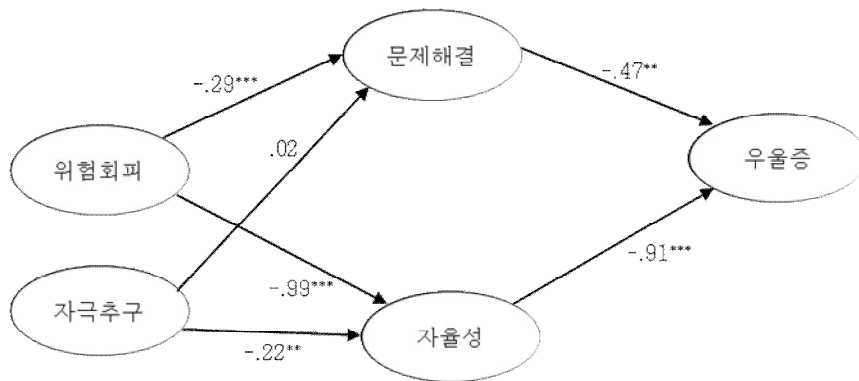 문제해결
-.29***
-.47**
.02
위험회피
우울증
-.99***
-.91***
자극추구
-.22**
자율성